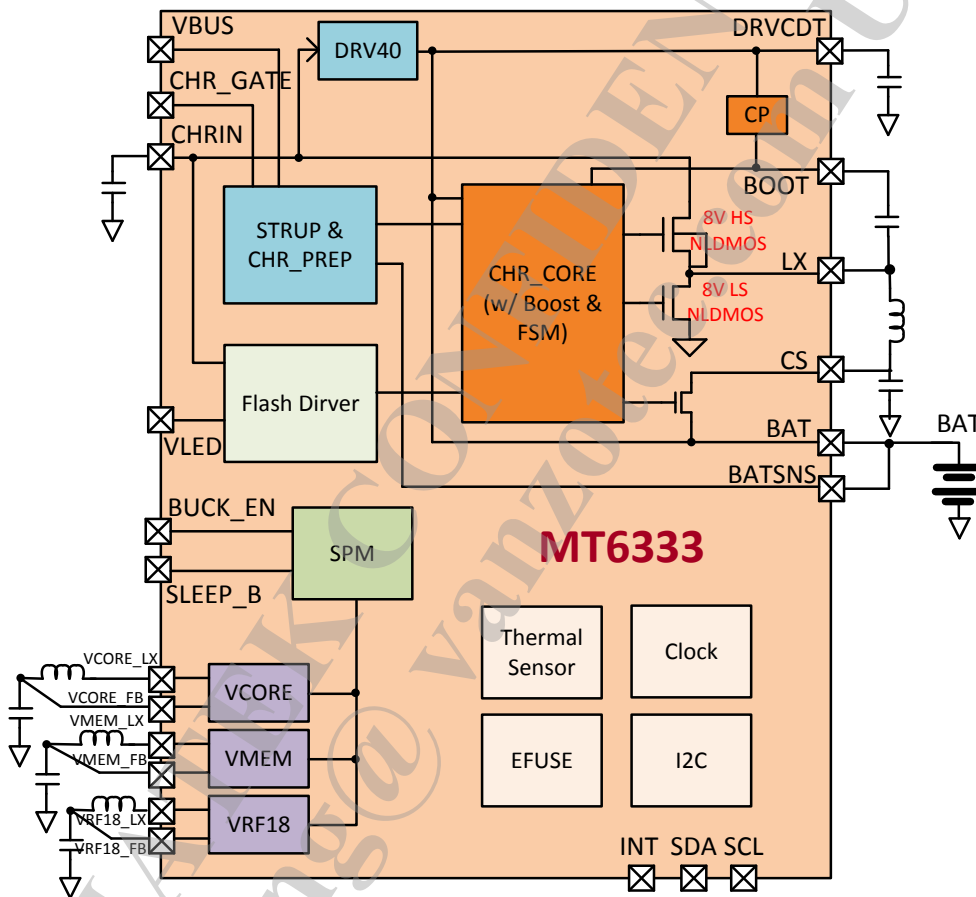 VBUS
DRV40
DRVCDT
CHR_GATE
CP
CHRIN
BOOT
STRUP &
CHR_PREP
CHR_CORE
(w/ Boost &
FSM)
8V HS
NLDMOS
LX
8V LS
NLDMOS
CS
Flash Dirver
VLED
BAT
BAT
BATSNS
BUCK_EN
SPM
SLEEP_B
MT6333
Thermal
Sensor
Clock
VCORE_LX
VCORE_FB
VCORE
VMEM_LX
VMEM_FB
VMEM
EFUSE
I2C
VRF18_LX
VRF18_FB
VRF18
INT SDA SCL